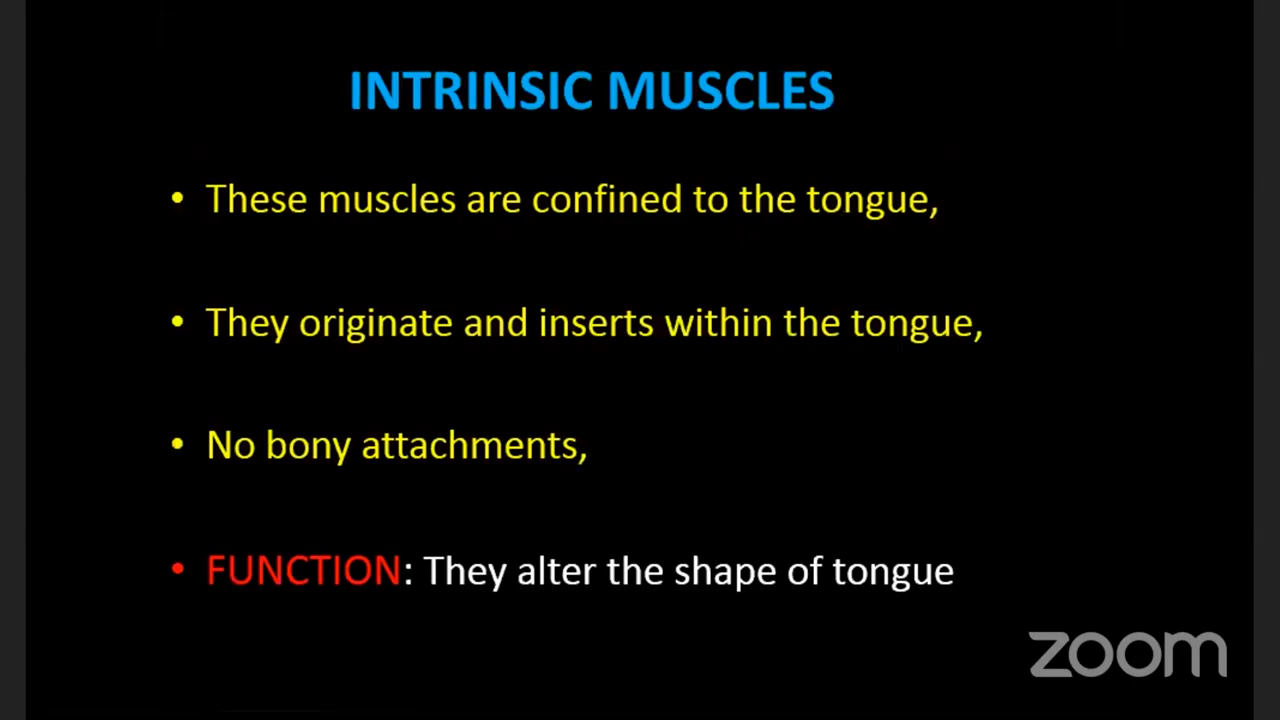 INTRINSIC MUSCLES
• These muscles are confined to the tongue,
• They originate and inserts within the tongue,
• No bony attachments,
• FUNCTION: They alter the shape of tongue
zoom